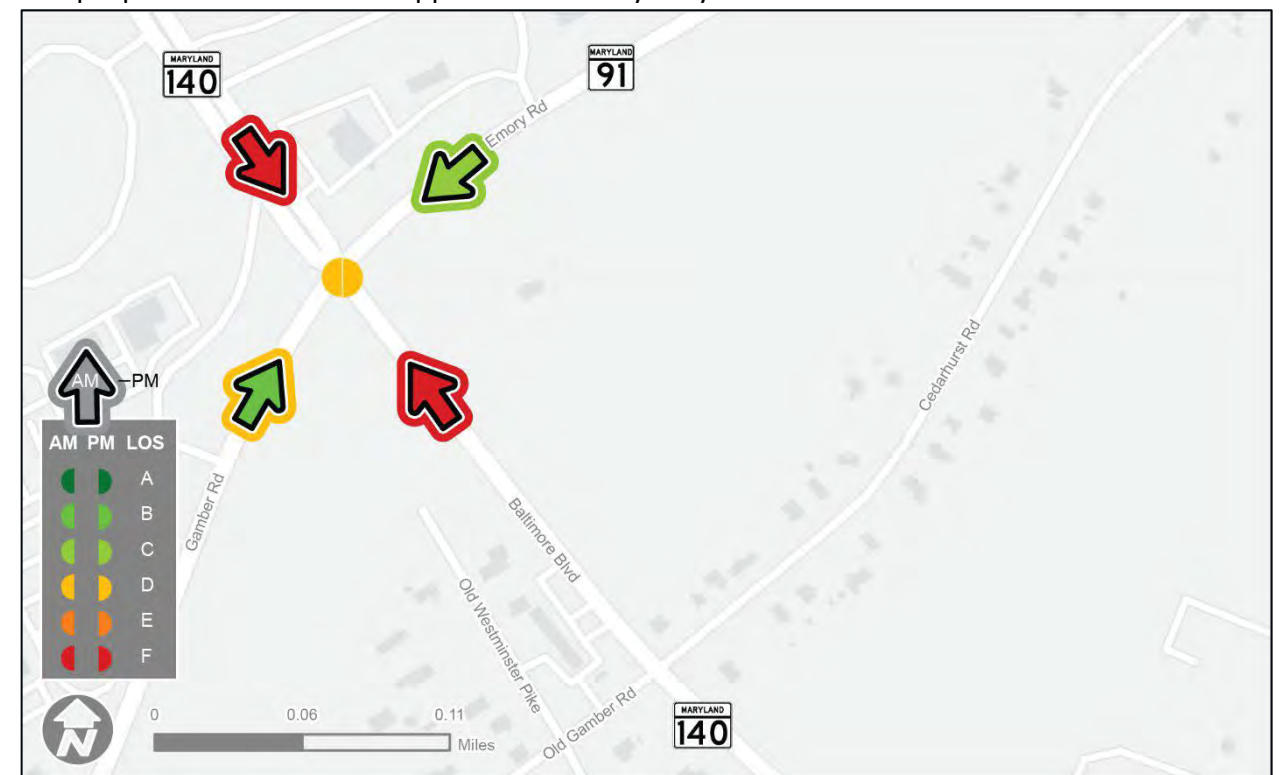 MARYLAND
140
MARYLAND
91
Emory Rd
Cedarhurst Rd
AM
PM
AM PM LOS
A
B
C
D
E
F
Gamber Rd
Baltimore Blvd
Old Westminster Pike
Old Gamber Rd
MARYLAND
140
N
0 0.06 0.11
Miles